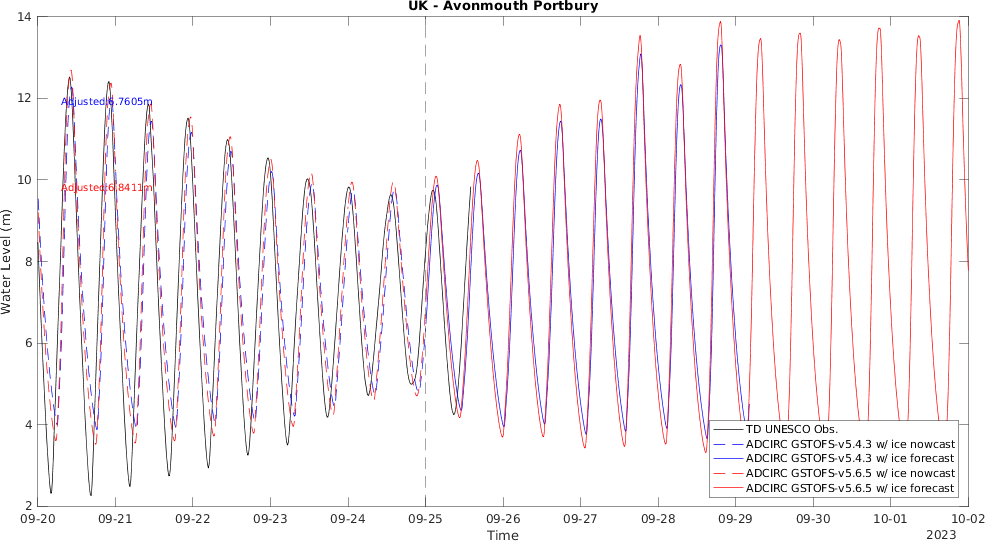 UK - Avonmouth Portbury
14
12
10
8
6
4
2
Water Level (m)
Adjusted:6.7605m
Adjusted:6.8411m
TD UNESCO Obs.
ADCIRC GSTOFS-v5.4.3 w/ ice nowcast
ADCIRC GSTOFS-v5.4.3 w/ ice forecast
ADCIRC GSTOFS-v5.6.5 w/ ice nowcast
ADCIRC GSTOFS-v5.6.5 w/ ice forecast
09-20 09-21 09-22 09-23 09-24 09-25 09-26 09-27 09-28 09-29 09-30 10-01 10-02
Time
2023